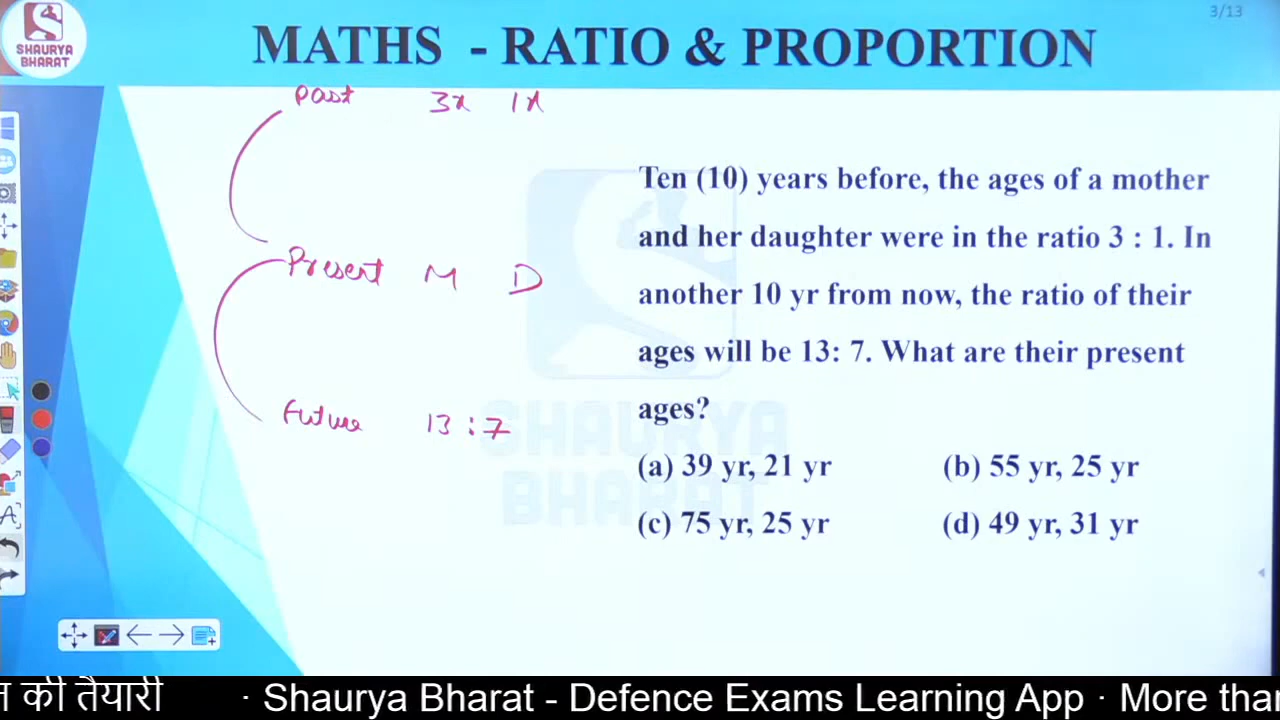 3/13
SHAURYA
BHARAT
MATHS - RATIO & PROPORTION
Past 3x 1x
Present M D
Future 13 : 7
Ten (10) years before, the ages of a mother
and her daughter were in the ratio 3 : 1. In
another 10 yr from now, the ratio of their
ages will be 13: 7. What are their present
ages?
(a) 39 yr, 21 yr (b) 55 yr, 25 yr
(c) 75 yr, 25 yr (d) 49 yr, 31 yr
SHAURYA
BHARAT
की तैयारी · Shaurya Bharat - Defence Exams Learning App · More than